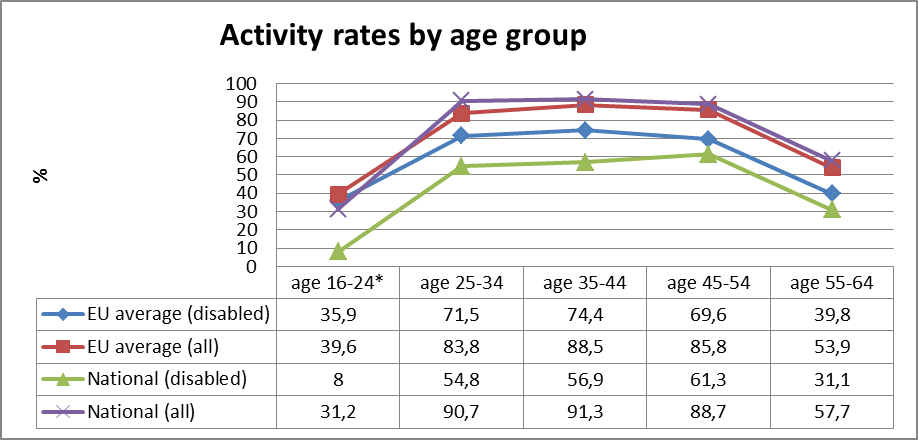 Activity rates by age group
%
100
90
80
70
60
50
40
30
20
10
0
age 16-24* age 25-34 age 35-44 age 45-54 age 55-64
EU average (disabled) 35,9 71,5 74,4 69,6 39,8
EU average (all) 39,6 83,8 88,5 85,8 53,9
National (disabled) 8 54,8 56,9 61,3 31,1
National (all) 31,2 90,7 91,3 88,7 57,7